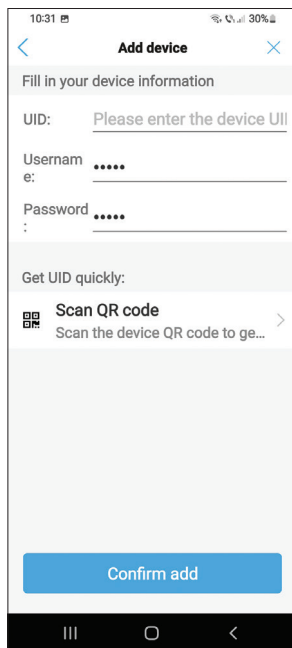 10:31 30%
Add device
Fill in your device information
UID: Please enter the device UI
Usernam
e: •••••
Password
: •••••
Get UID quickly:
Scan QR code
Scan the device QR code to ge...
Confirm add